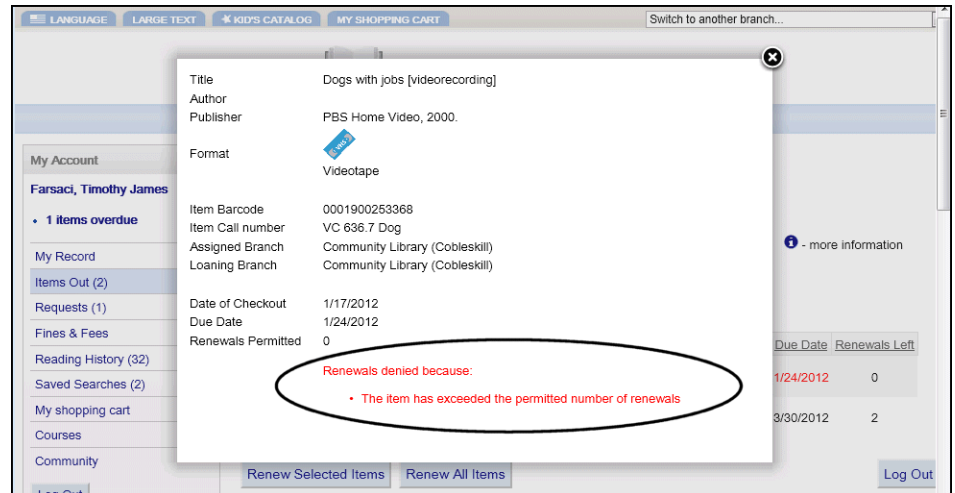 LANGUAGE
LARGE TEXT
KID'S CATALOG
MY SHOPPING CART
Switch to another branch...
Title Dogs with jobs [videorecording]
Author
Publisher PBS Home Video, 2000.
Format
VHS
Videotape
Item Barcode 0001900253368
Item Call number VC 636.7 Dog
Assigned Branch Community Library (Cobleskill)
Loaning Branch Community Library (Cobleskill)
Date of Checkout 1/17/2012
Due Date 1/24/2012
Renewals Permitted 0
Renewals denied because:
• The item has exceeded the permitted number of renewals
My Account
Farsaci, Timothy James
• 1 items overdue
My Record
Items Out (2)
Requests (1)
Fines & Fees
Reading History (32)
Saved Searches (2)
My shopping cart
Courses
Community
Log Out
i - more information
Due Date Renewals Left
1/24/2012 0
3/30/2012 2
Renew Selected Items
Renew All Items
Log Out